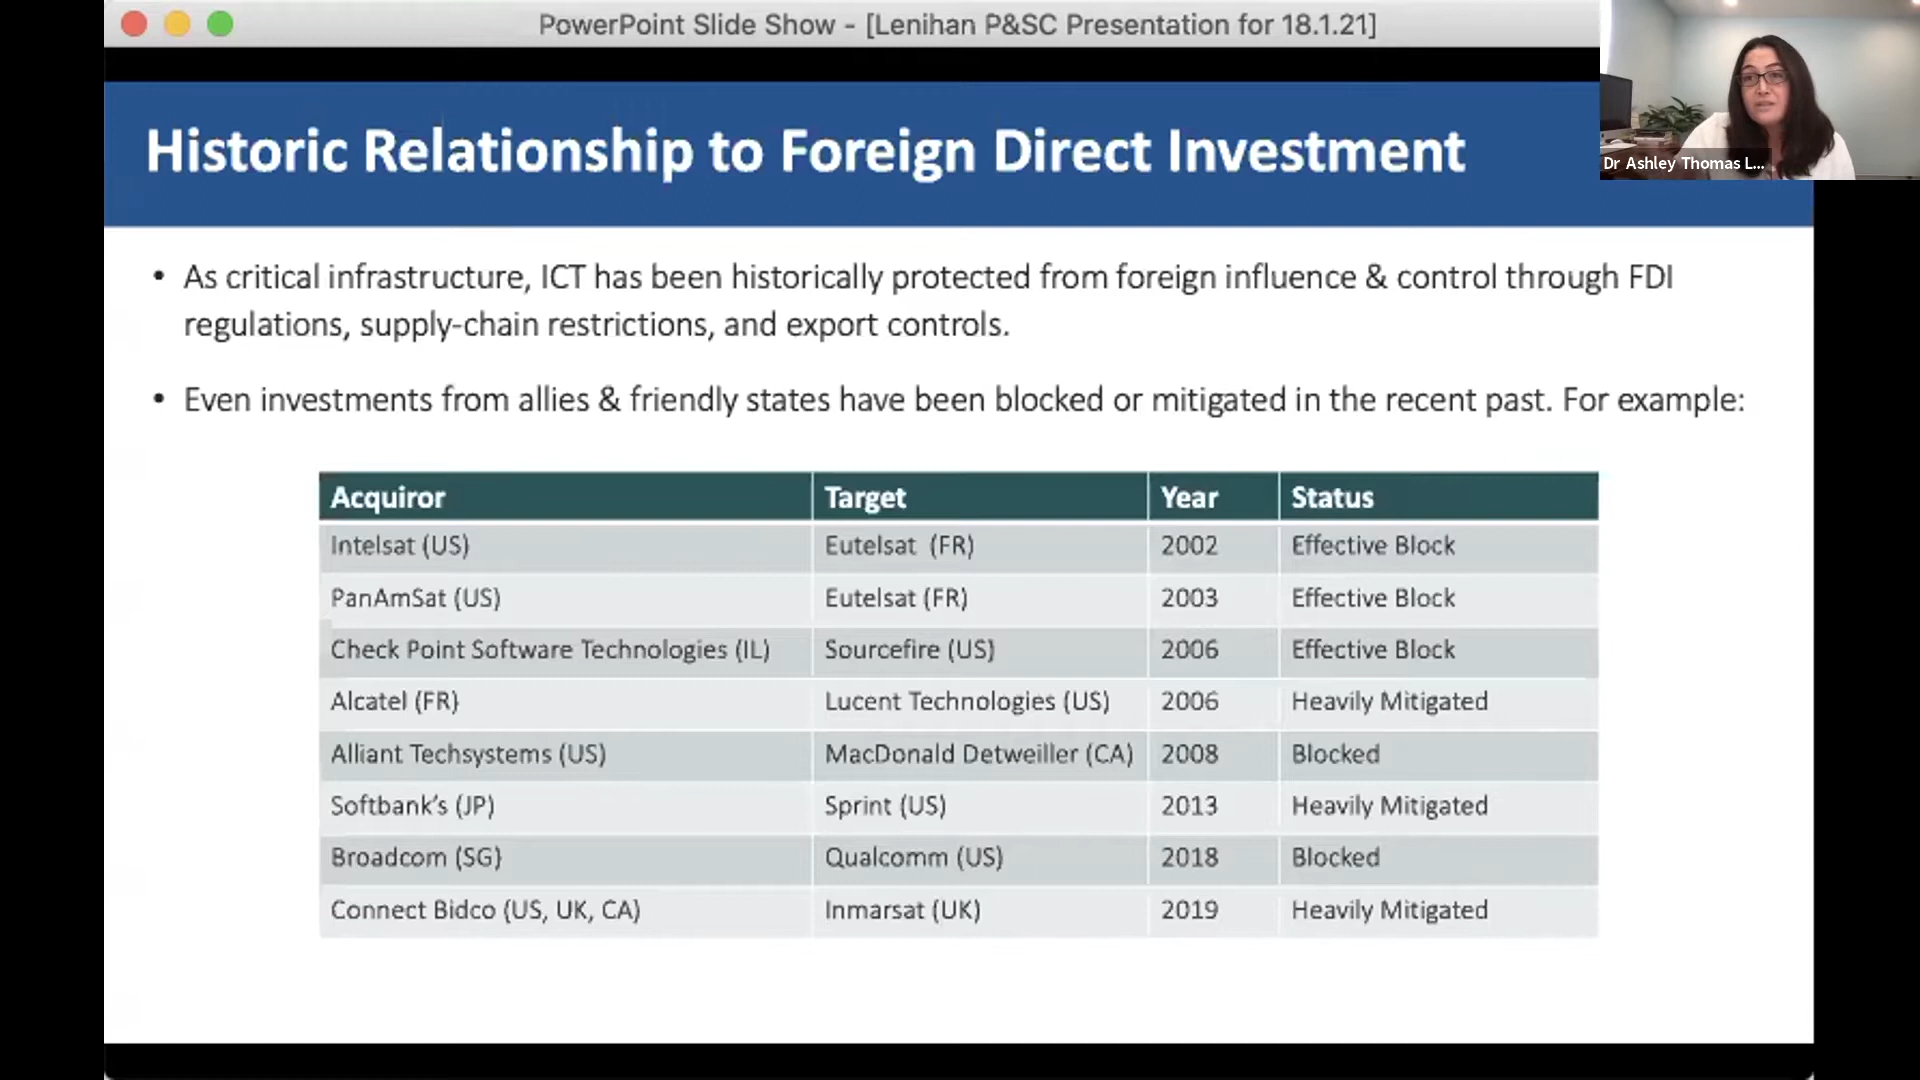 PowerPoint Slide Show - [Lenihan P&SC Presentation for 18.1.21]
Dr Ashley Thomas L...
Historic Relationship to Foreign Direct Investment
• As critical infrastructure, ICT has been historically protected from foreign influence & control through FDI
regulations, supply-chain restrictions, and export controls.
• Even investments from allies & friendly states have been blocked or mitigated in the recent past. For example:
Acquiror Target Year Status
Intelsat (US) Eutelsat (FR) 2002 Effective Block
PanAmSat (US) Eutelsat (FR) 2003 Effective Block
Check Point Software Technologies (IL) Sourcefire (US) 2006 Effective Block
Alcatel (FR) Lucent Technologies (US) 2006 Heavily Mitigated
Alliant Techsystems (US) MacDonald Detweiller (CA) 2008 Blocked
Softbank's (JP) Sprint (US) 2013 Heavily Mitigated
Broadcom (SG) Qualcomm (US) 2018 Blocked
Connect Bidco (US, UK, CA) Inmarsat (UK) 2019 Heavily Mitigated